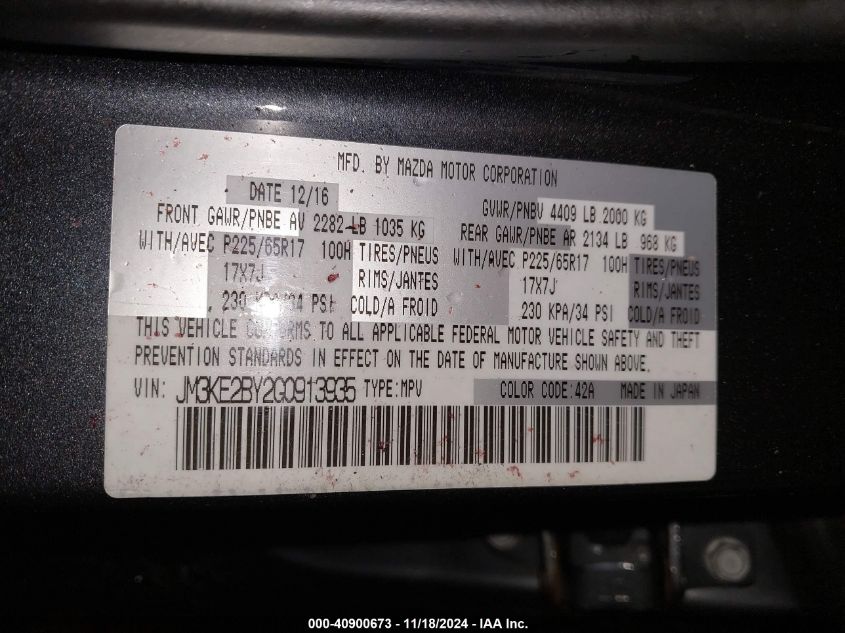 MFD. BY MAZDA MOTOR CORPORATION
DATE 12/16
GVWR/PNBV 4409 LB 2000 KG
FRONT GAWR/PNBE AV 2282 LB 1035 KG
REAR GAWR/PNBE AR 2134 LB 968 KG
WITH/AVEC P225/65R17 100H TIRES/PNEUS WITH/AVEC P225/65R17 100H TIRES/PNEUS
17X7J RIMS/JANTES 17X7J RIMS/JANTES
230 KPA/34 PSI COLD/A FROID 230 KPA/34 PSI COLD/A FROID
THIS VEHICLE CONFORMS TO ALL APPLICABLE FEDERAL MOTOR VEHICLE SAFETY AND THEFT
PREVENTION STANDARDS IN EFFECT ON THE DATE OF MANUFACTURE SHOWN ABOVE.
VIN: JM3KE2BY2G0913935 TYPE:MPV COLOR CODE:42A MADE IN JAPAN
000-40900673 - 11/18/2024 - IAA Inc.